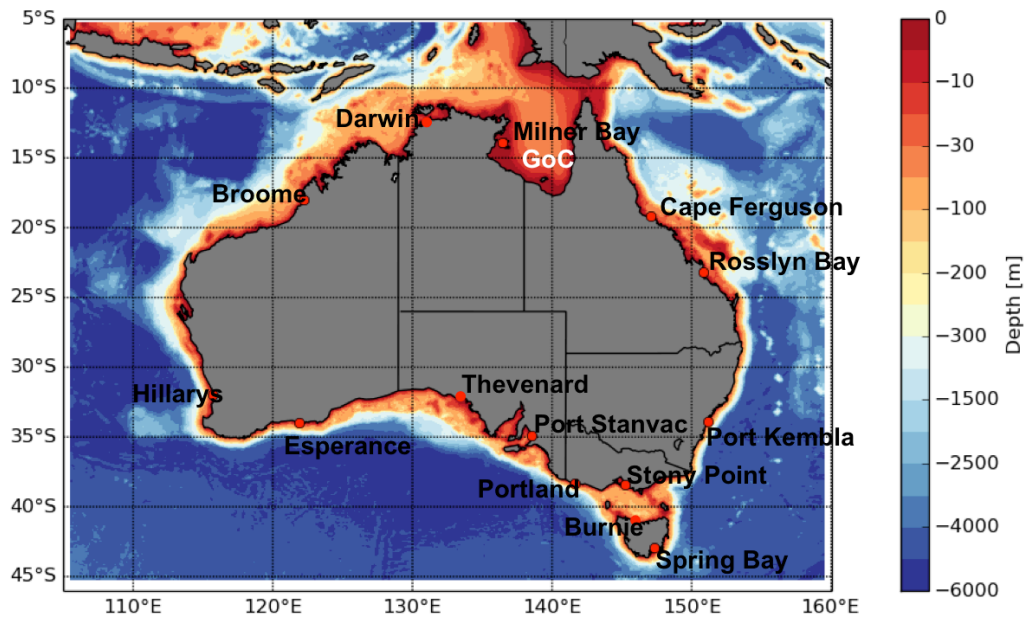 5°S
10°S
15°S
20°S
25°S
30°S
35°S
40°S
45°S
110°E
120°E
130°E
140°E
150°E
160°E
Darwin
Milner Bay
GoC
Broome
Cape Ferguson
Rosslyn Bay
Hillarys
Thevenard
Esperance
Port Stanvac
Port Kembla
Portland
Stony Point
Burnie
Spring Bay
0
−10
−30
−100
−200
−300
−1500
−2500
−4000
−6000
Depth [m]